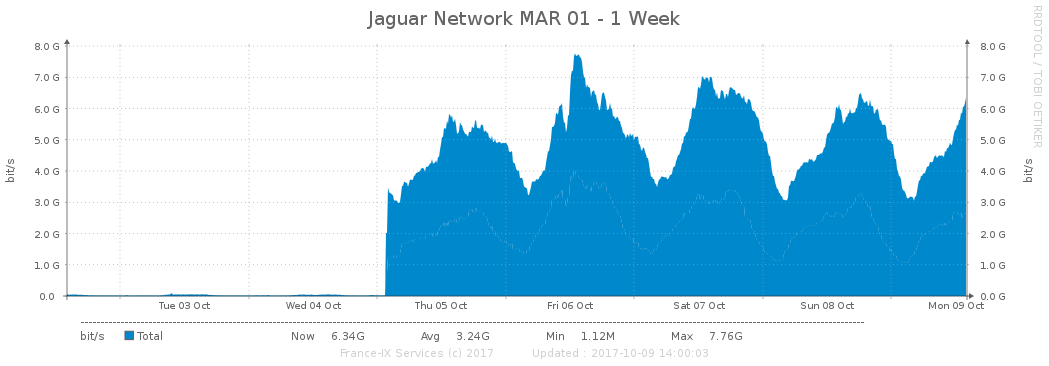 Jaguar Network MAR 01 - 1 Week
RRDTOOL / TOBI OETIKER
bit/s
8.0 G 8.0 G
7.0 G 7.0 G
6.0 G 6.0 G
5.0 G 5.0 G
4.0 G 4.0 G
3.0 G 3.0 G
2.0 G 2.0 G
1.0 G 1.0 G
0.0 0.0 G
bit/s
Tue 03 Oct Wed 04 Oct Thu 05 Oct Fri 06 Oct Sat 07 Oct Sun 08 Oct Mon 09 Oct
bit/s Total Now 6.34G Avg 3.24G Min 1.12M Max 7.76G
France-IX Services (c) 2017 Updated : 2017-10-09 14:00:03